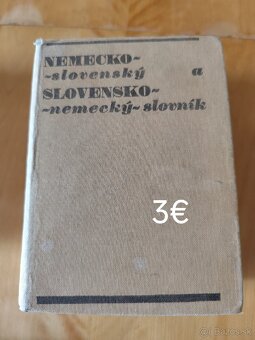 NEMECKO-
-slovenský a
SLOVENSKO-
-nemecký-slovník
3€